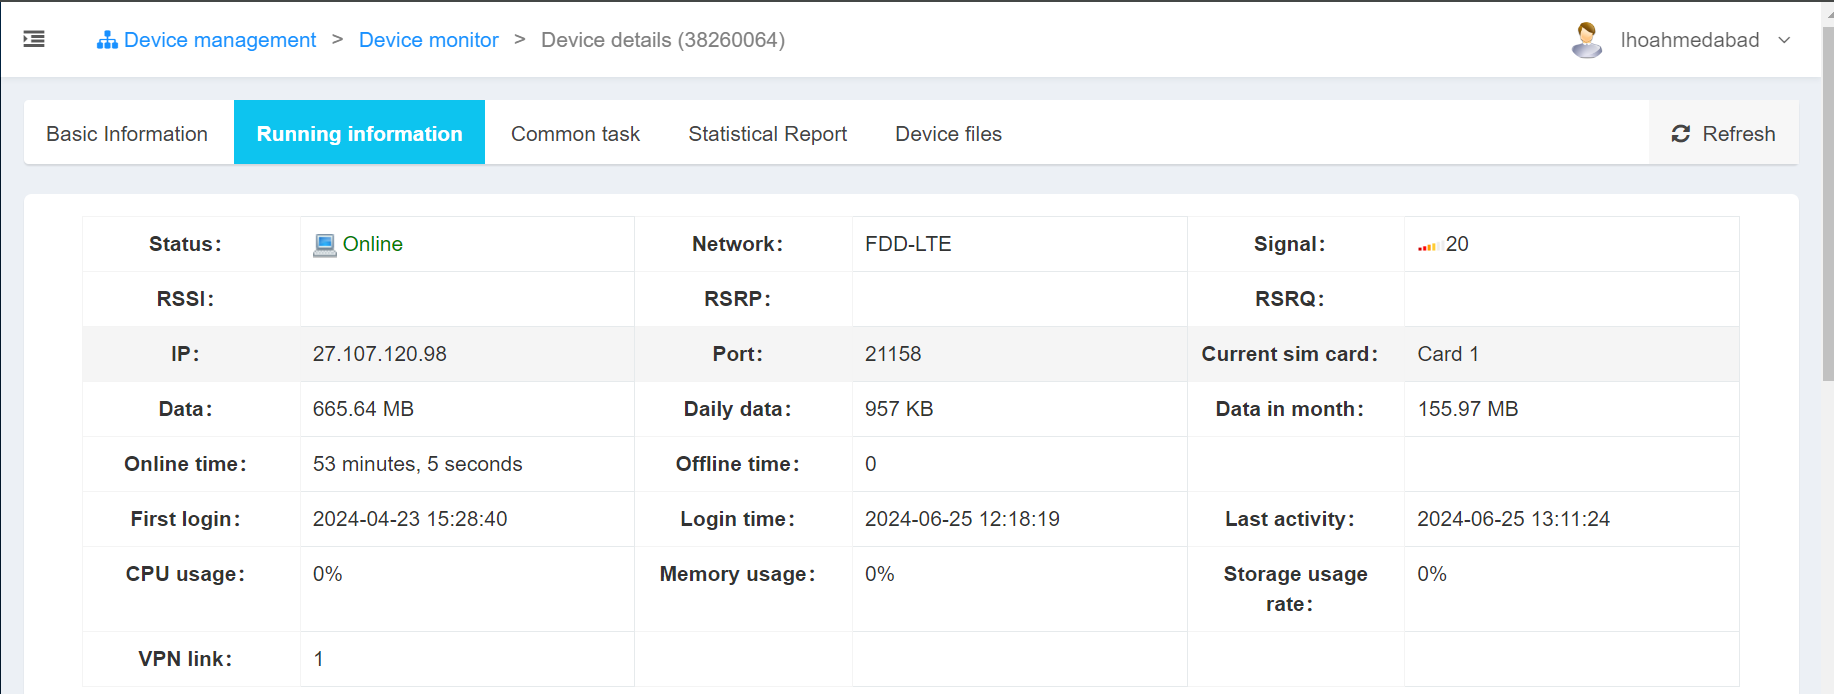 Device management > Device monitor > Device details (38260064)
lhoahmedabad
Basic Information Running information Common task Statistical Report Device files Refresh
Status: Online Network: FDD-LTE Signal: 20
RSSI: RSRP: RSRQ:
IP: 27.107.120.98 Port: 21158 Current sim card: Card 1
Data: 665.64 MB Daily data: 957 KB Data in month: 155.97 MB
Online time: 53 minutes, 5 seconds Offline time: 0
First login: 2024-04-23 15:28:40 Login time: 2024-06-25 12:18:19 Last activity: 2024-06-25 13:11:24
CPU usage: 0% Memory usage: 0% Storage usage rate: 0%
VPN link: 1